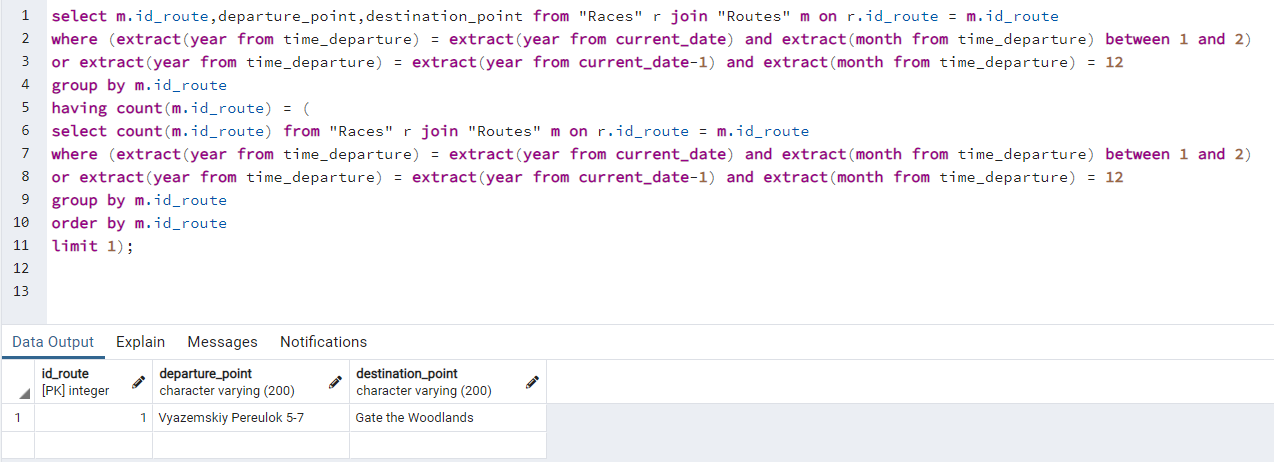 1 select m.id_route,departure_point,destination_point from "Races" r join "Routes" m on r.id_route = m.id_route
2 where (extract(year from time_departure) = extract(year from current_date) and extract(month from time_departure) between 1 and 2)
3 or extract(year from time_departure) = extract(year from current_date-1) and extract(month from time_departure) = 12
4 group by m.id_route
5 having count(m.id_route) = (
6 select count(m.id_route) from "Races" r join "Routes" m on r.id_route = m.id_route
7 where (extract(year from time_departure) = extract(year from current_date) and extract(month from time_departure) between 1 and 2)
8 or extract(year from time_departure) = extract(year from current_date-1) and extract(month from time_departure) = 12
9 group by m.id_route
10 order by m.id_route
11 limit 1);
12
13
Data Output Explain Messages Notifications
id_route departure_point destination_point
[PK] integer character varying (200) character varying (200)
1 1 Vyazemskiy Pereulok 5-7 Gate the Woodlands